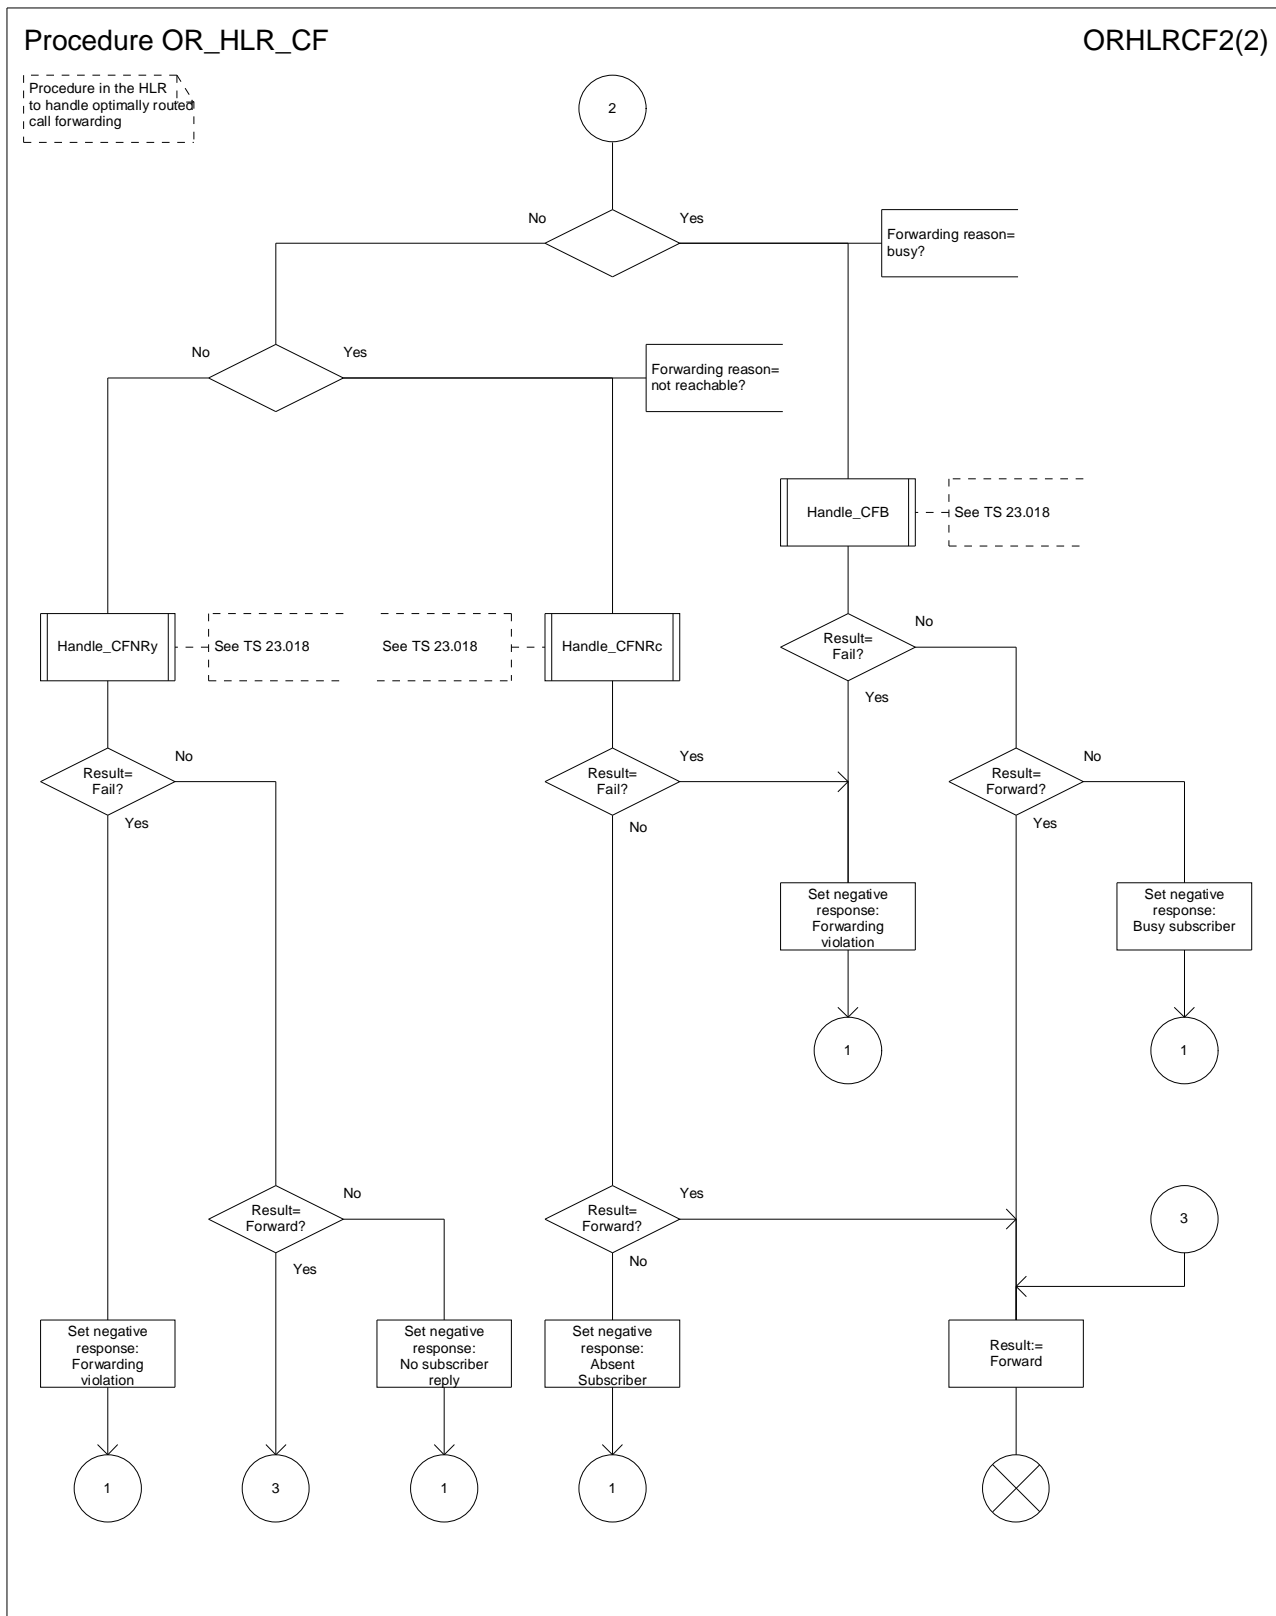 Procedure OR_HLR_CF
ORHLRCF2(2)
Procedure in the HLR
to handle optimally routed
call forwarding
2
No
Yes
Forwarding reason=
busy?
No
Yes
Forwarding reason=
not reachable?
Handle_CFB
See TS 23.018
Handle_CFNRy
See TS 23.018
See TS 23.018
Handle_CFNRc
Result=
Fail?
No
Yes
Result=
Fail?
No
Yes
Result=
Fail?
Yes
No
Result=
Forward?
No
Yes
Set negative
response:
Forwarding
violation
Set negative
response:
Busy subscriber
1
1
Result=
Forward?
No
Yes
Result=
Forward?
Yes
No
3
Set negative
response:
Forwarding
violation
Set negative
response:
No subscriber
reply
Set negative
response:
Absent
Subscriber
Result:=
Forward
1
3
1
1